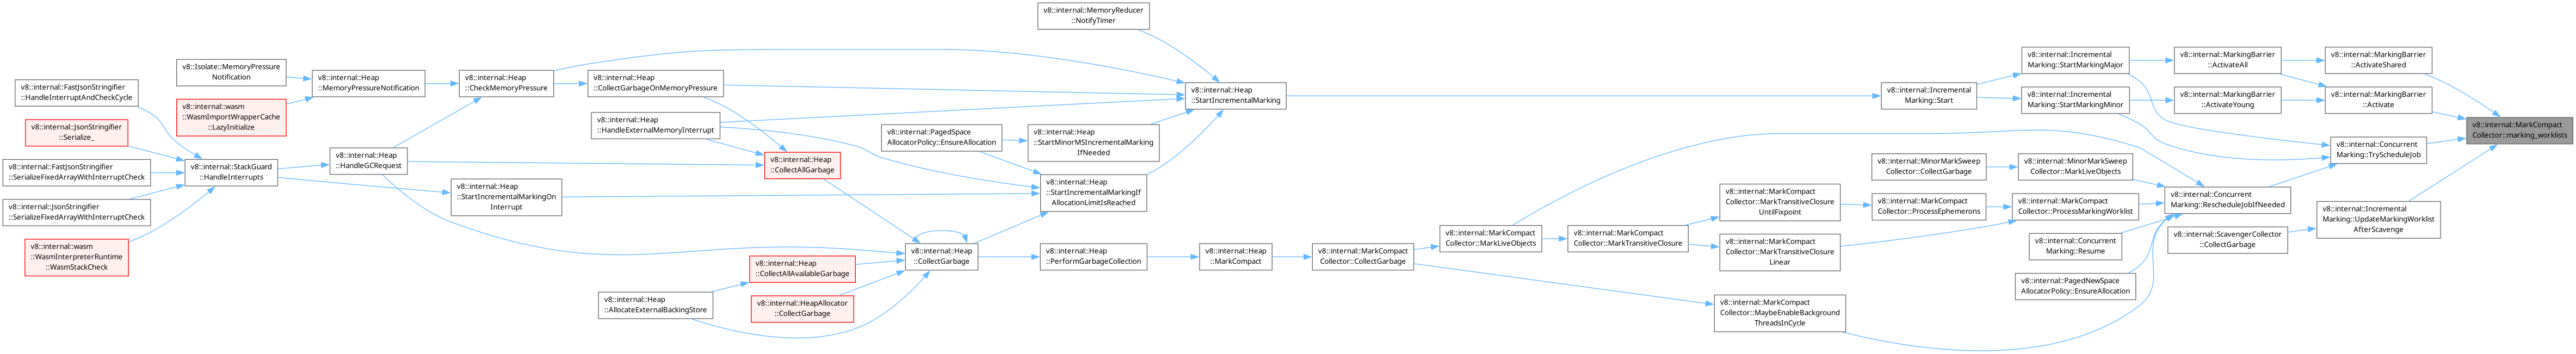 v8::internal::MemoryReducer
::NotifyTimer
v8::Isolate::MemoryPressure
Notification
v8::internal::FastJsonStringifier
::HandleInterruptAndCheckCycle
v8::internal::JsonStringifier
::Serialize_
v8::internal::FastJsonStringifier
::SerializeFixedArrayWithInterruptCheck
v8::internal::JsonStringifier
::SerializeFixedArrayWithInterruptCheck
v8::internal::wasm
::WasmInterpreterRuntime
::WasmStackCheck
v8::internal::wasm
::WasmImportWrapperCache
::LazyInitialize
v8::internal::StackGuard
::HandleInterrupts
v8::internal::Heap
::MemoryPressureNotification
v8::internal::Heap
::HandleGCRequest
v8::internal::Heap
::CheckMemoryPressure
v8::internal::Heap
::StartIncrementalMarkingOn
Interrupt
v8::internal::Heap
::CollectGarbageOnMemoryPressure
v8::internal::Heap
::HandleExternalMemoryInterrupt
v8::internal::Heap
::AllocateExternalBackingStore
v8::internal::Heap
::CollectAllGarbage
v8::internal::Heap
::CollectAllAvailableGarbage
v8::internal::HeapAllocator
::CollectGarbage
v8::internal::PagedSpace
AllocatorPolicy::EnsureAllocation
v8::internal::Heap
::CollectGarbage
v8::internal::Heap
::StartMinorMSIncrementalMarking
IfNeeded
v8::internal::Heap
::StartIncrementalMarkingIf
AllocationLimitIsReached
v8::internal::Heap
::PerformGarbageCollection
v8::internal::Heap
::StartIncrementalMarking
v8::internal::Heap
::MarkCompact
v8::internal::MarkCompact
Collector::CollectGarbage
v8::internal::MarkCompact
Collector::MarkLiveObjects
v8::internal::MarkCompact
Collector::MarkTransitiveClosure
v8::internal::MarkCompact
Collector::MarkTransitiveClosure
UntilFixpoint
v8::internal::MarkCompact
Collector::MarkTransitiveClosure
Linear
v8::internal::MarkCompact
Collector::MaybeEnableBackground
ThreadsInCycle
v8::internal::Incremental
Marking::Start
v8::internal::MinorMarkSweep
Collector::CollectGarbage
v8::internal::MarkCompact
Collector::ProcessEphemerons
v8::internal::Incremental
Marking::StartMarkingMajor
v8::internal::Incremental
Marking::StartMarkingMinor
v8::internal::MinorMarkSweep
Collector::MarkLiveObjects
v8::internal::MarkCompact
Collector::ProcessMarkingWorklist
v8::internal::Concurrent
Marking::Resume
v8::internal::PagedNewSpace
AllocatorPolicy::EnsureAllocation
v8::internal::MarkingBarrier
::ActivateAll
v8::internal::MarkingBarrier
::ActivateYoung
v8::internal::Concurrent
Marking::RescheduleJobIfNeeded
v8::internal::ScavengerCollector
::CollectGarbage
v8::internal::MarkingBarrier
::ActivateShared
v8::internal::MarkingBarrier
::Activate
v8::internal::Concurrent
Marking::TryScheduleJob
v8::internal::Incremental
Marking::UpdateMarkingWorklist
AfterScavenge
v8::internal::MarkCompact
Collector::marking_worklists